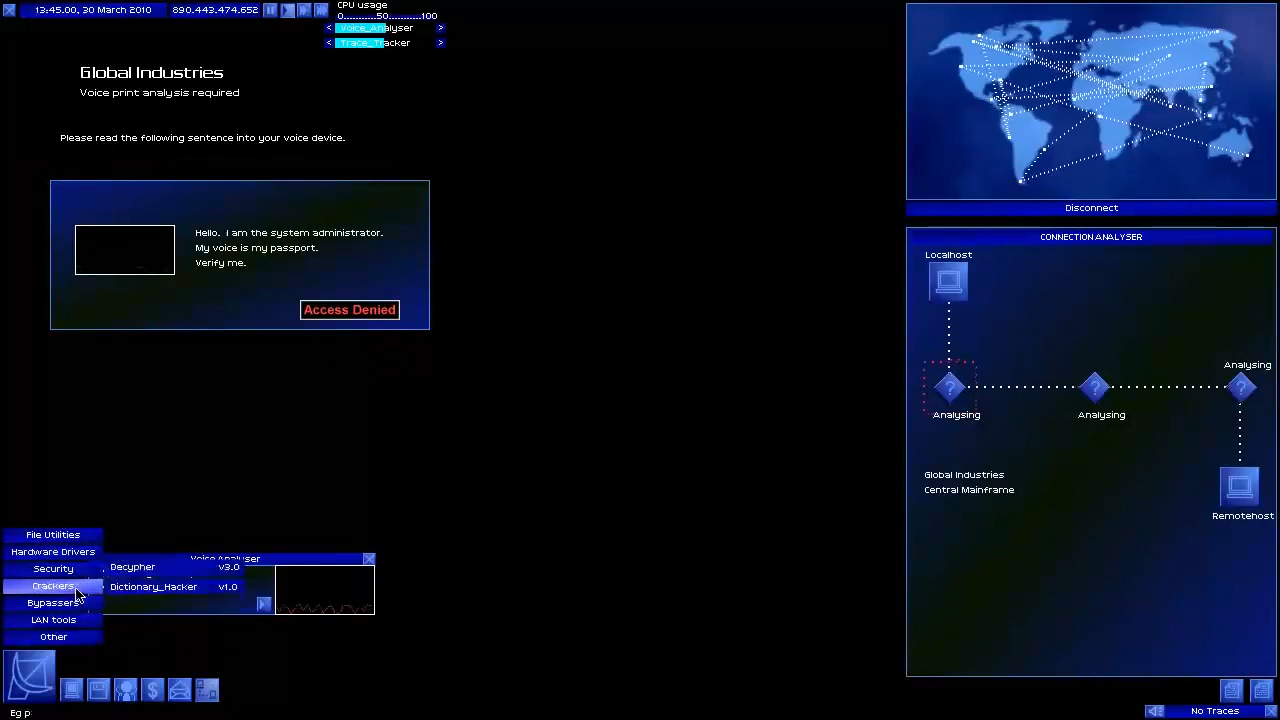 13:45.00, 30 March 2010
890.443.474.652
CPU usage
0...........50...........100
< Voice_Analyser >
< Trace_Tracker >
Global Industries
Voice print analysis required
Please read the following sentence into your voice device.
Hello. I am the system administrator.
My voice is my passport.
Verify me.
Access Denied
Disconnect
CONNECTION ANALYSER
Localhost
Analysing
? ? ?
Analysing Analysing
Global Industries
Central Mainframe
Remotehost
File Utilities
Hardware Drivers
Security
Crackers
Bypassers
LAN tools
Other
Voice Analyser
Decypher v3.0
Dictionary_Hacker v1.0
$
Eg p
No Traces